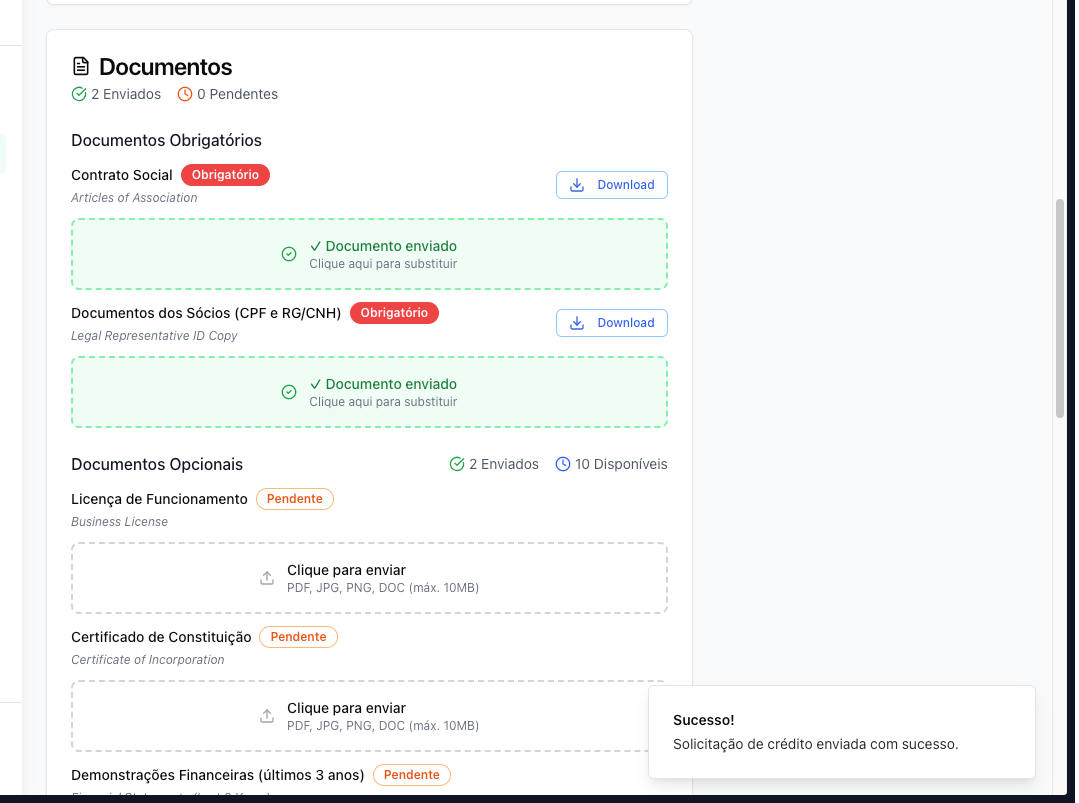 Documentos
2 Enviados 0 Pendentes
Documentos Obrigatórios
Contrato Social Obrigatório
Articles of Association
Download
✓ Documento enviado
Clique aqui para substituir
Documentos dos Sócios (CPF e RG/CNH) Obrigatório
Legal Representative ID Copy
Download
✓ Documento enviado
Clique aqui para substituir
Documentos Opcionais 2 Enviados 10 Disponíveis
Licença de Funcionamento Pendente
Business License
Clique para enviar
PDF, JPG, PNG, DOC (máx. 10MB)
Certificado de Constituição Pendente
Certificate of Incorporation
Clique para enviar
PDF, JPG, PNG, DOC (máx. 10MB)
Demonstrações Financeiras (últimos 3 anos) Pendente
Sucesso!
Solicitação de crédito enviada com sucesso.